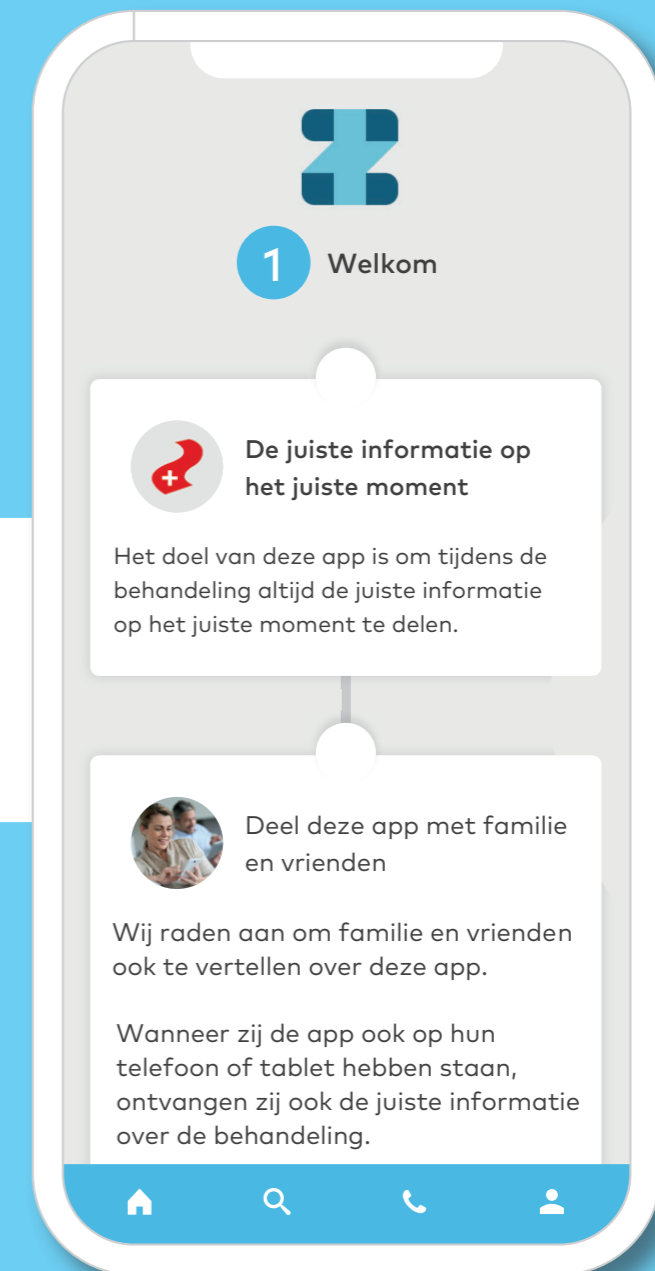 1 Welkom
De juiste informatie op
het juiste moment
Het doel van deze app is om tijdens de
behandeling altijd de juiste informatie
op het juiste moment te delen.
Deel deze app met familie
en vrienden
Wij raden aan om familie en vrienden
ook te vertellen over deze app.
Wanneer zij de app ook op hun
telefoon of tablet hebben staan,
ontvangen zij ook de juiste informatie
over de behandeling.